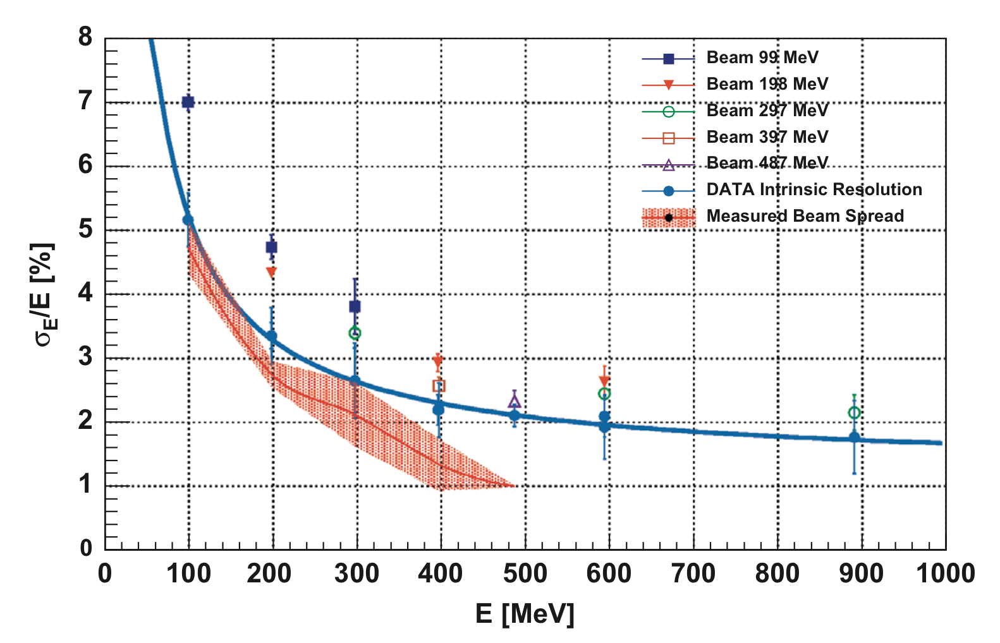 8
7
6
5
4
3
2
1
0
σE/E [%]
Beam 99 MeV
Beam 198 MeV
Beam 297 MeV
Beam 397 MeV
Beam 487 MeV
DATA Intrinsic Resolution
Measured Beam Spread
0 100 200 300 400 500 600 700 800 900 1000
E [MeV]